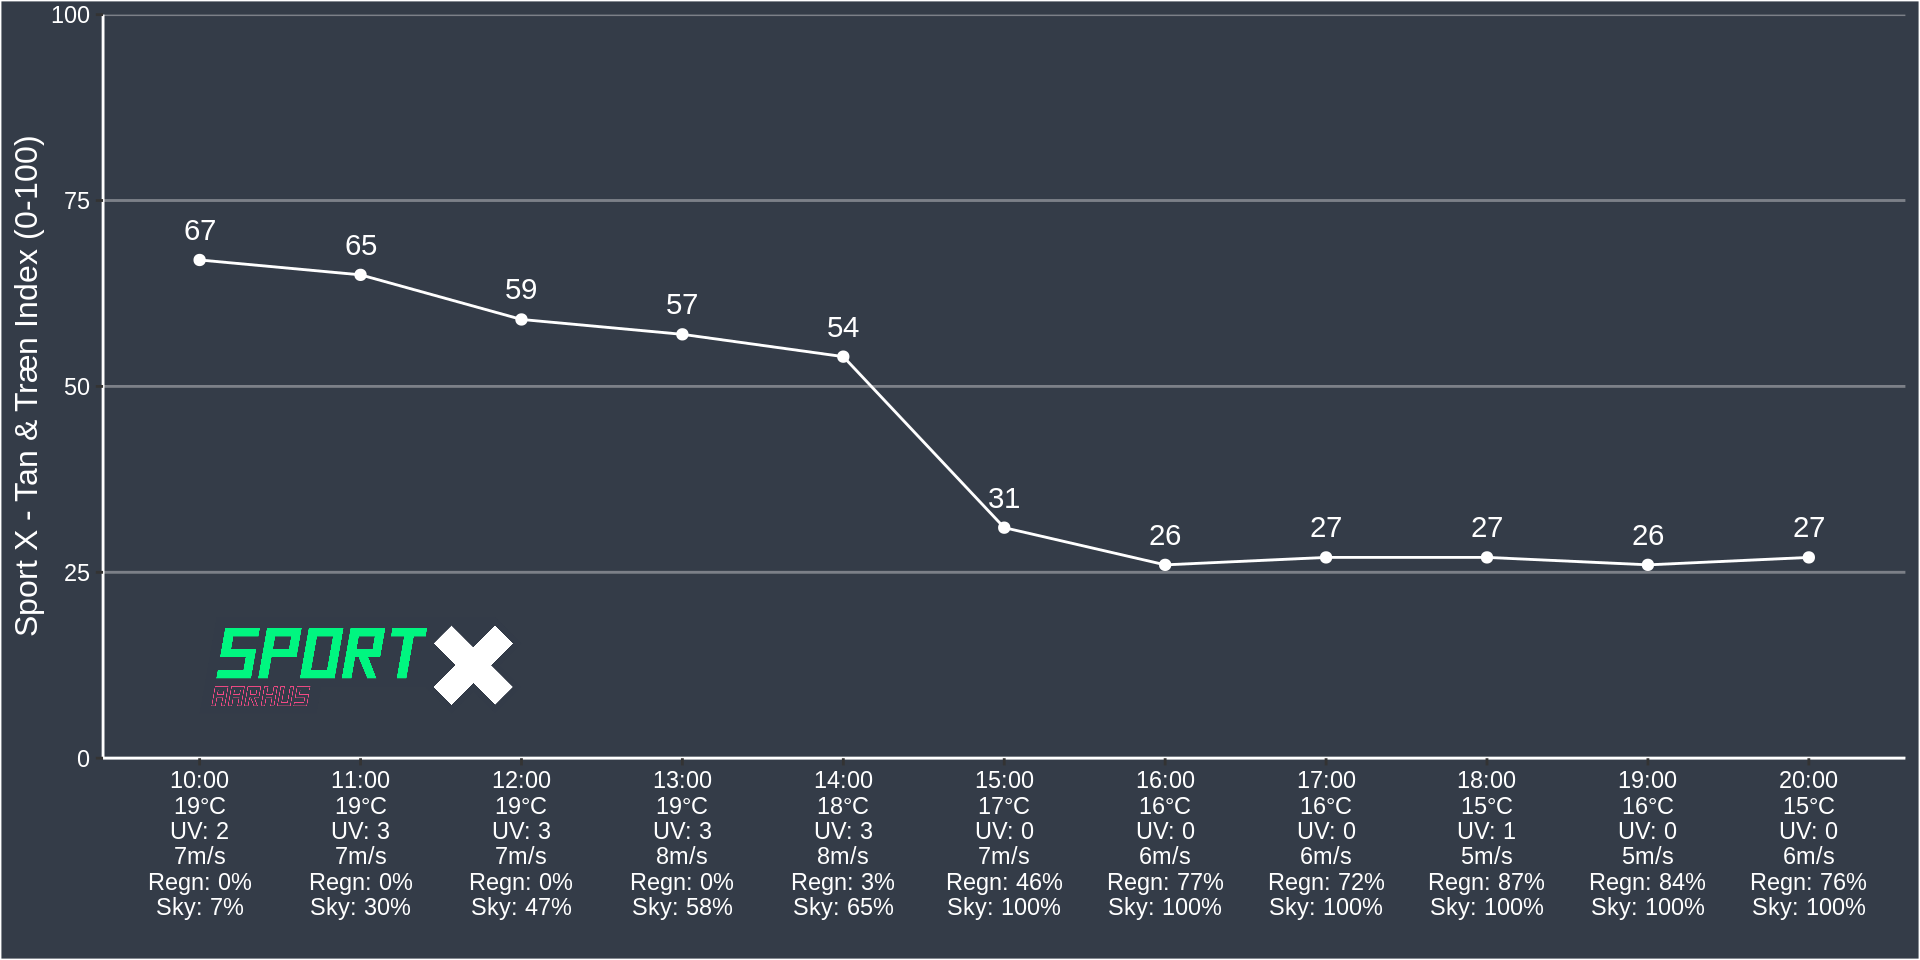 Sport X - Tan & Træn Index (0-100)
100
75
50
25
0
67
65
59
57
54
31
26
27
27
26
27
SPORT X
AARHUS
10:00 11:00 12:00 13:00 14:00 15:00 16:00 17:00 18:00 19:00 20:00
19°C 19°C 19°C 19°C 18°C 17°C 16°C 16°C 15°C 16°C 15°C
UV: 2 UV: 3 UV: 3 UV: 3 UV: 3 UV: 0 UV: 0 UV: 0 UV: 1 UV: 0 UV: 0
7m/s 7m/s 7m/s 8m/s 8m/s 7m/s 6m/s 6m/s 5m/s 5m/s 6m/s
Regn: 0% Regn: 0% Regn: 0% Regn: 0% Regn: 3% Regn: 46% Regn: 77% Regn: 72% Regn: 87% Regn: 84% Regn: 76%
Sky: 7% Sky: 30% Sky: 47% Sky: 58% Sky: 65% Sky: 100% Sky: 100% Sky: 100% Sky: 100% Sky: 100% Sky: 100%